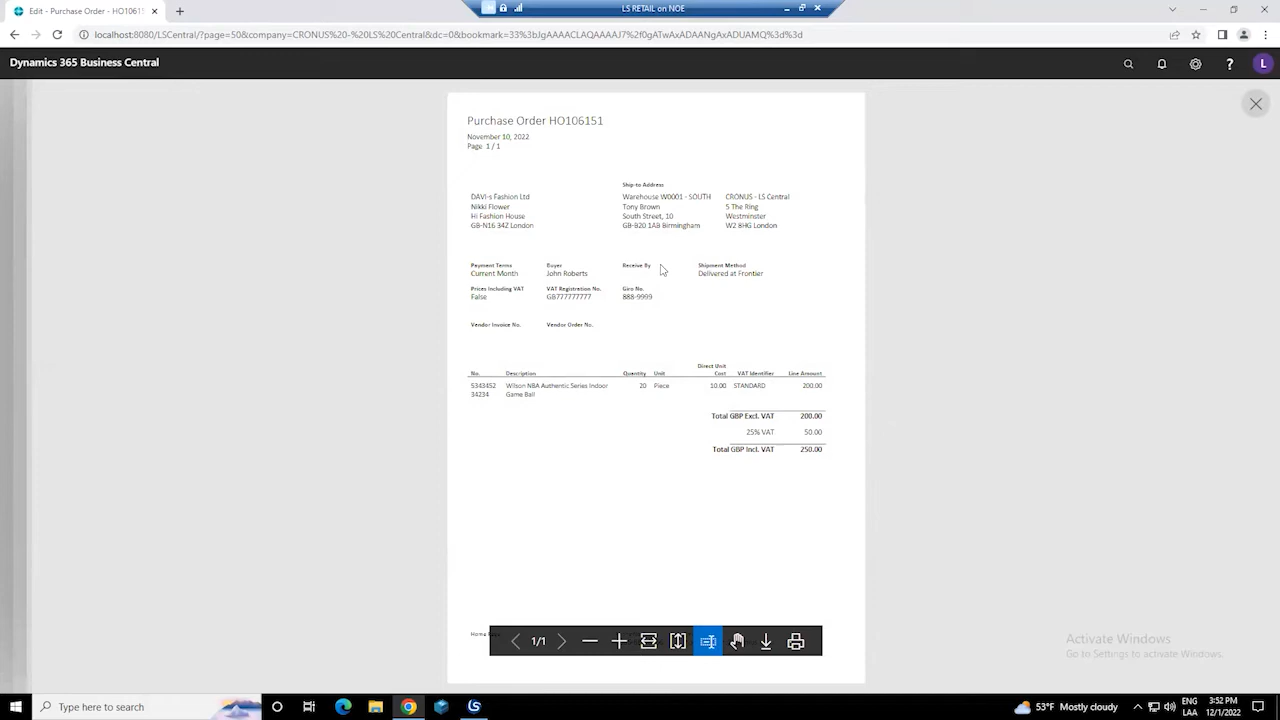 Edit - Purchase Order - HO10615
LS RETAIL on NOE
localhost:8080/LSCentral/?page=50&company=CRONUS%20-%20LS%20Central&dc=0&bookmark=33%3bJgAAAACLAQAAAAJ7%2f0gATwAxADAANgAxADUAMQ%3d%3d
Dynamics 365 Business Central
? L
Purchase Order HO106151
November 10, 2022
Page 1 / 1
Ship-to Address
DAVI-s Fashion Ltd Warehouse W0001 - SOUTH CRONUS - LS Central
Nikki Flower Tony Brown 5 The Ring
Hi Fashion House South Street, 10 Westminster
GB-N16 34Z London GB-B20 1AB Birmingham W2 8HG London
Payment Terms Buyer Receive By Shipment Method
Current Month John Roberts Delivered at Frontier
Prices Including VAT VAT Registration No. Giro No.
False GB777777777 888-9999
Vendor Invoice No. Vendor Order No.
Direct Unit
No. Description Quantity Unit Cost VAT Identifier Line Amount
5343452 Wilson NBA Authentic Series Indoor 20 Piece 10.00 STANDARD 200.00
34234 Game Ball
Total GBP Excl. VAT 200.00
25% VAT 50.00
Total GBP Incl. VAT 250.00
Home
1/1
Activate Windows
Go to Settings to activate Windows.
Type here to search
53°F Mostly cloudy
ENG
LAA
3:52 PM
12/1/2022